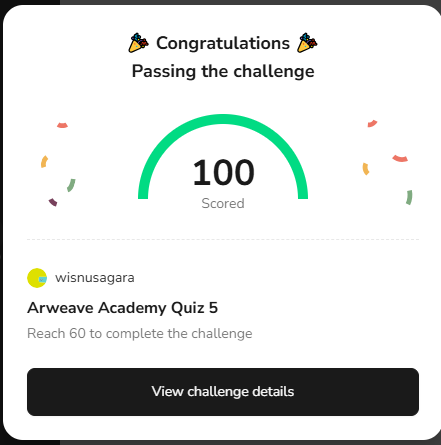 Congratulations
Passing the challenge
100
Scored
wisnusagara
Arweave Academy Quiz 5
Reach 60 to complete the challenge
View challenge details